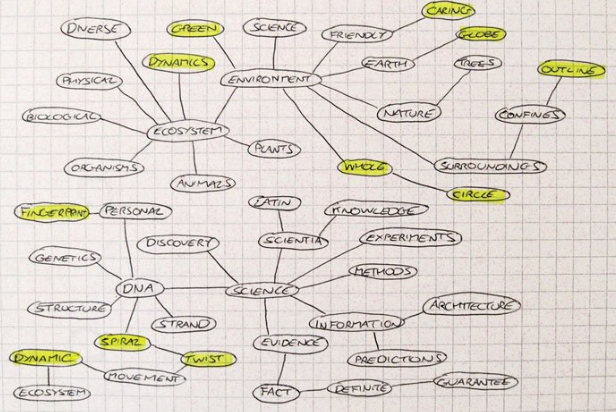 DIVERSE
GREEN
SCIENCE
FRIENDLY
CARING
GLOBE
DYNAMICS
EARTH
TREES
OUTLINE
PHYSICAL
ENVIRONMENT
NATURE
CONFINES
BIOLOGICAL
ECOSYSTEM
PLANTS
ORGANISMS
ANIMALS
WHOLE
SURROUNDINGS
CIRCLE
FINGERPRINT
PERSONAL
LATIN
KNOWLEDGE
DISCOVERY
SCIENTIA
EXPERIMENTS
GENETICS
METHODS
DNA
SCIENCE
STRUCTURE
STRAND
INFORMATION
ARCHITECTURE
SPIRAL
EVIDENCE
DYNAMIC
TWIST
PREDICTIONS
MOVEMENT
ECOSYSTEM
FACT
DEFINITE
GUARANTEE